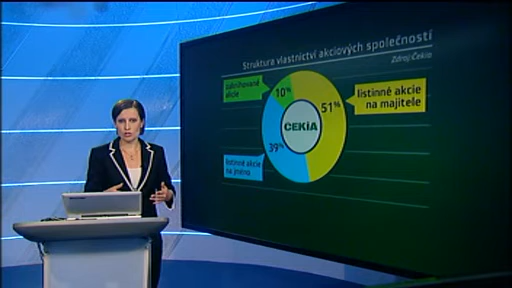 Struktura vlastnictví akciových společností
Zdroj: Čekia
zaknihované
akcie
10%
51%
listinné akcie
na majitele
ČEKIA
39%
listinné akcie
na jméno